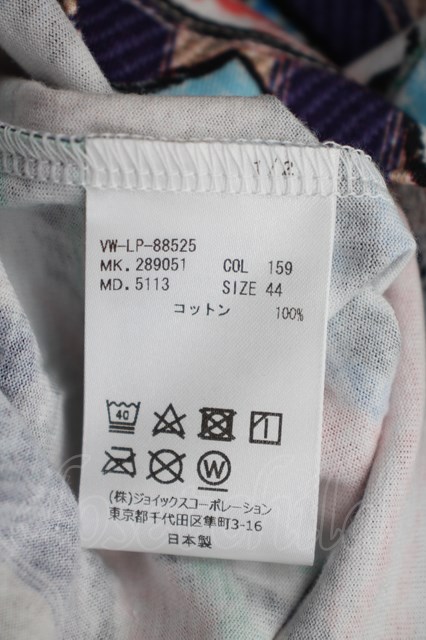 1/2
VW-LP-88525
MK. 289051 COL 159
MD. 5113 SIZE 44
コットン 100%
40
W
(株)ジョイックスコーポレーション
東京都千代田区隼町3-16
日本製